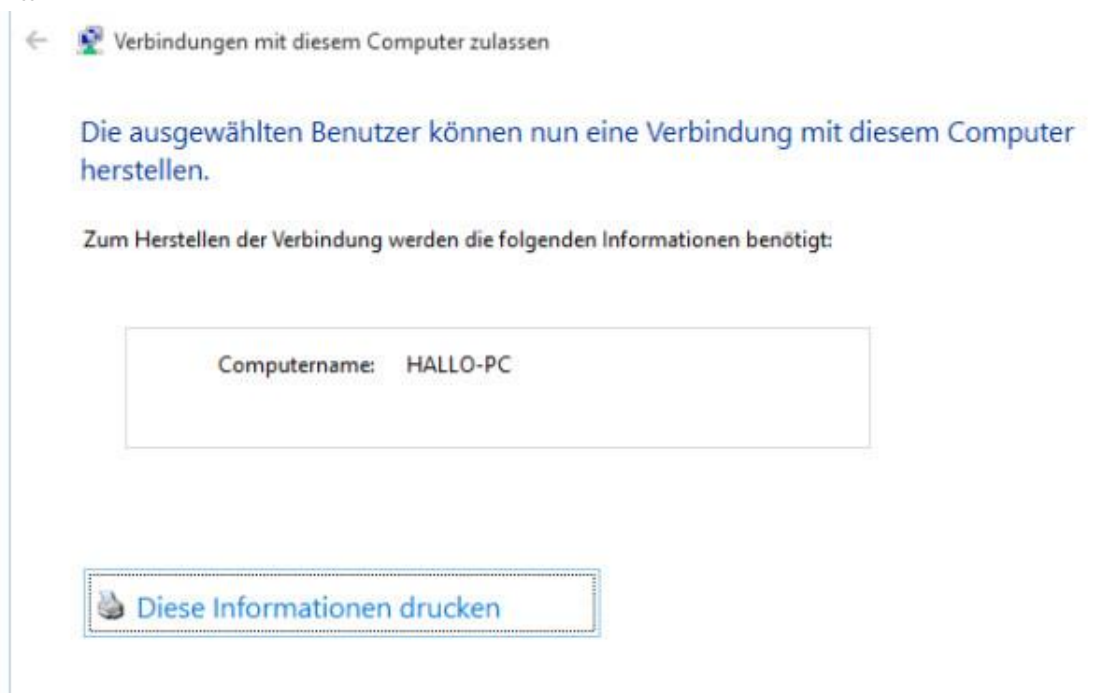 Verbindungen mit diesem Computer zulassen
Die ausgewählten Benutzer können nun eine Verbindung mit diesem Computer
herstellen.
Zum Herstellen der Verbindung werden die folgenden Informationen benötigt:
Computername: HALLO-PC
Diese Informationen drucken